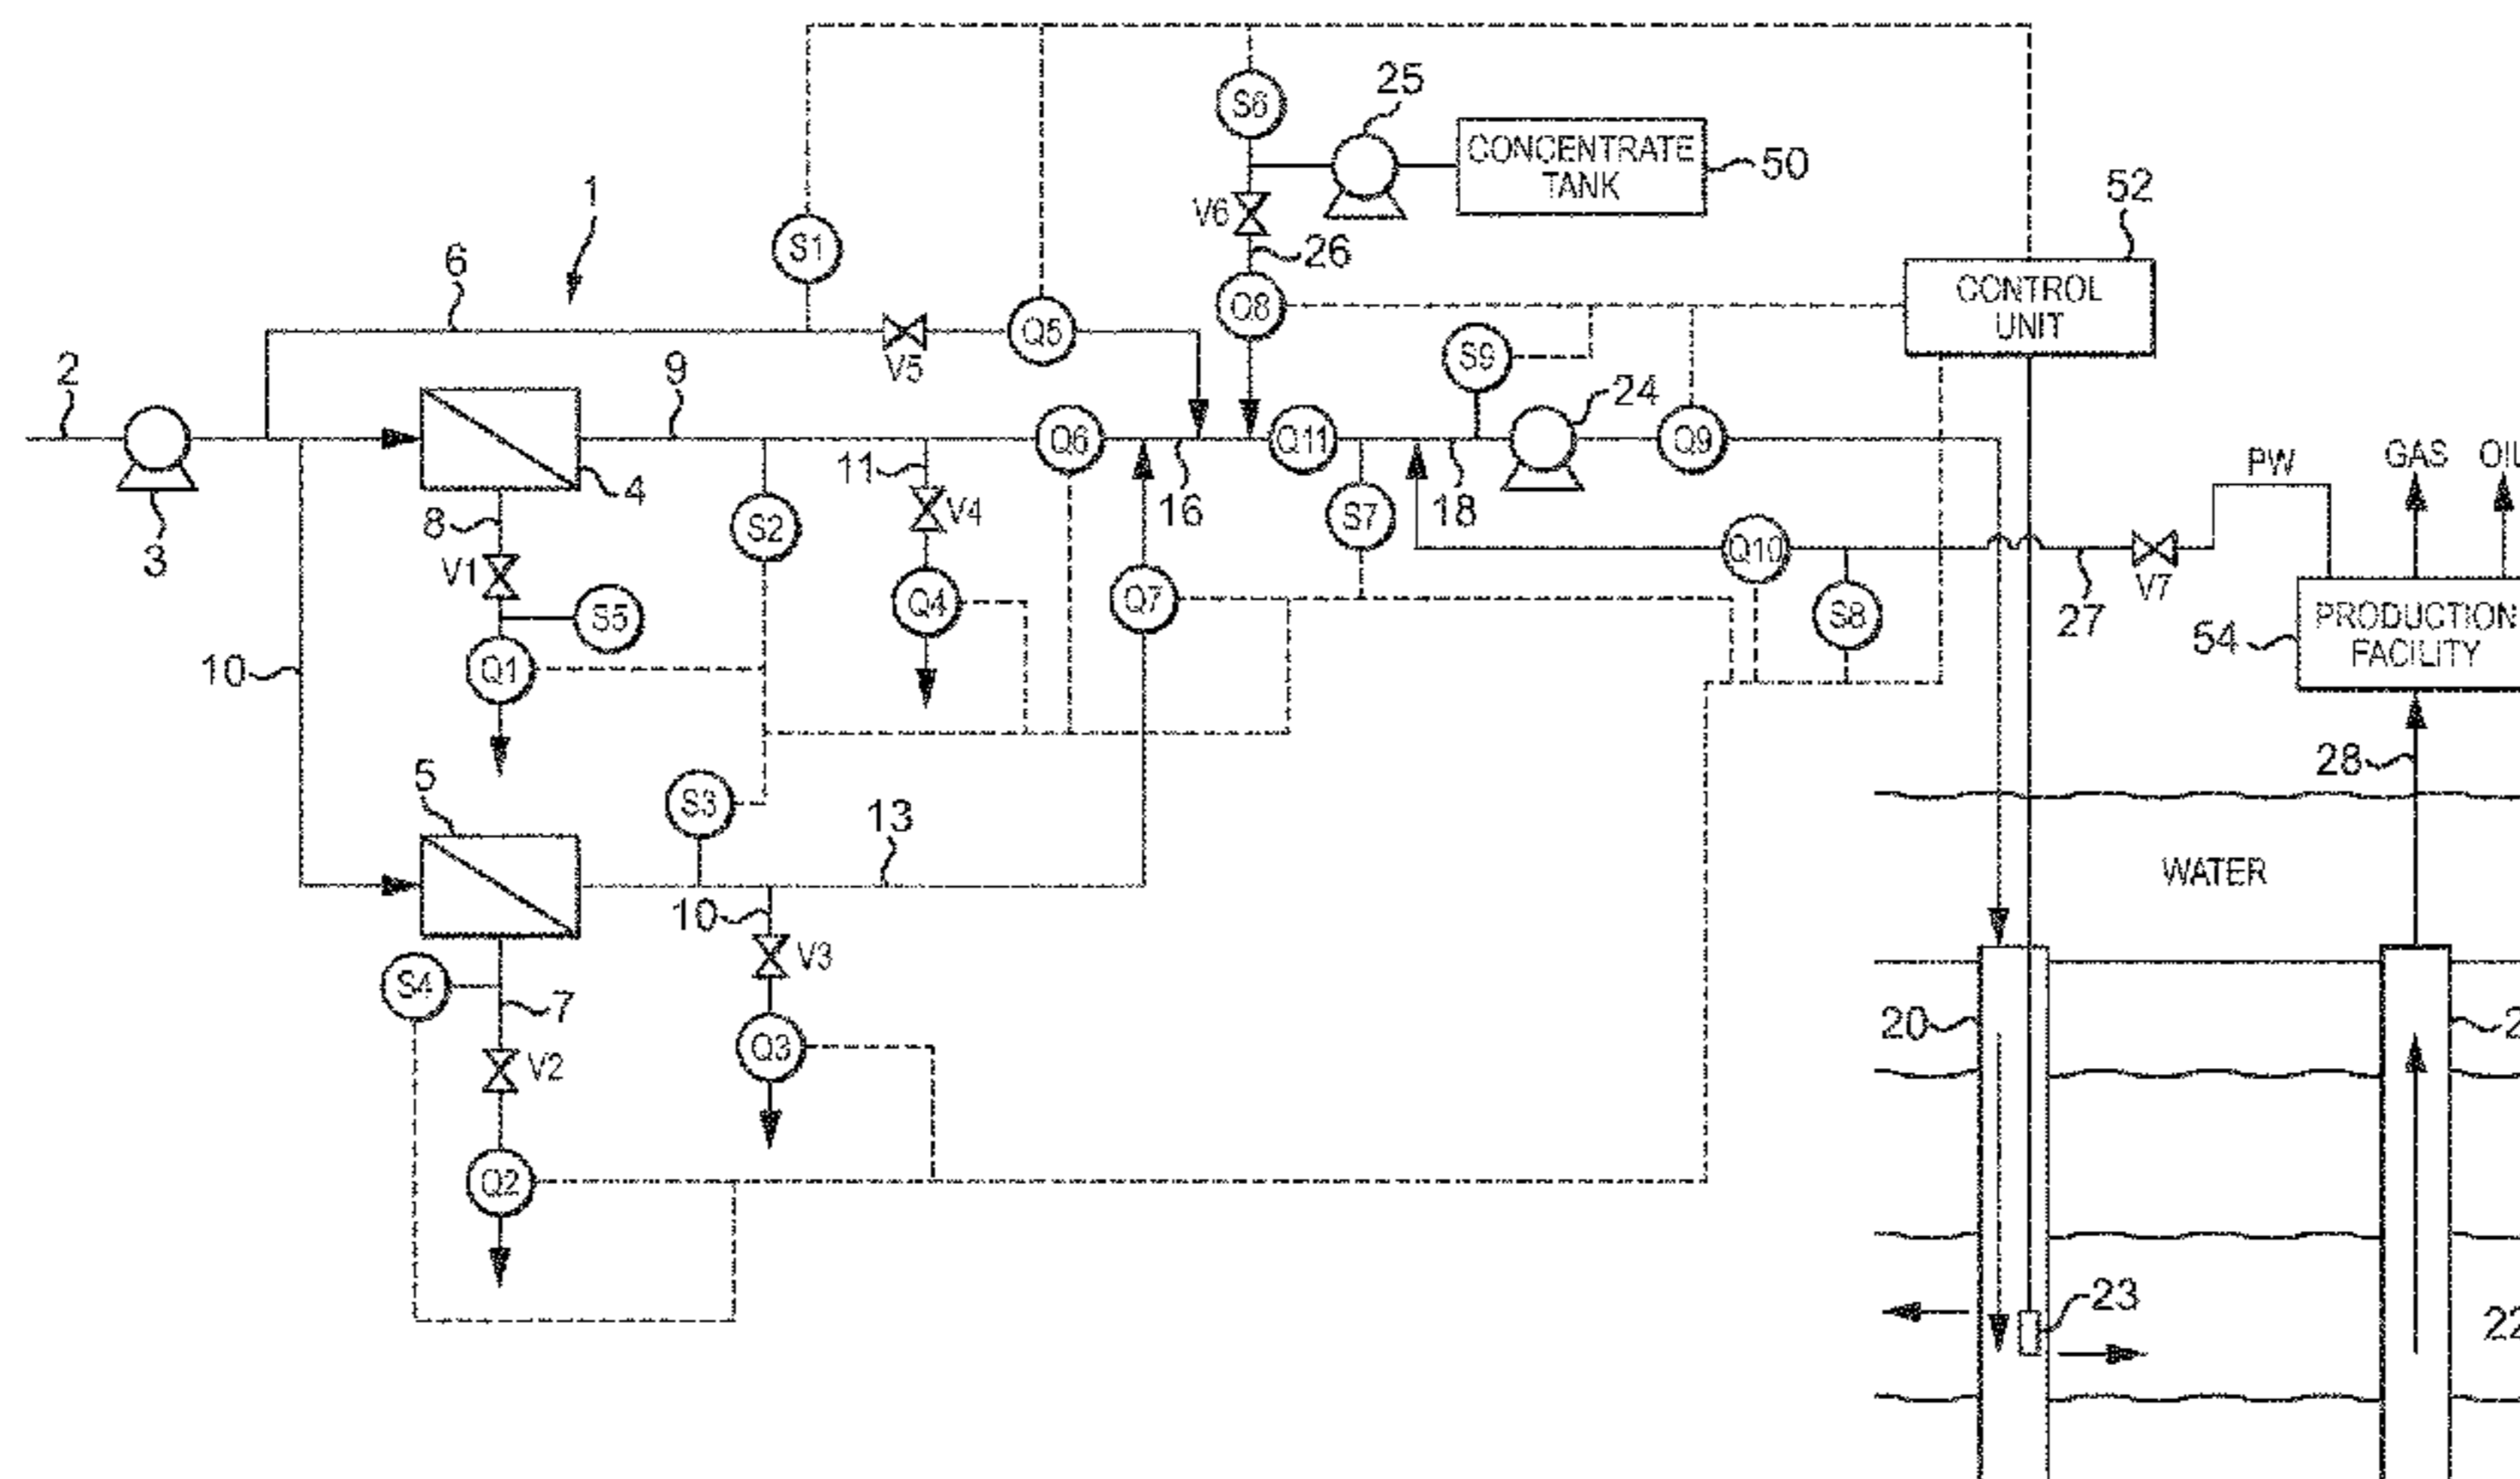 25
S6
CONCENTRATE
TANK
50
52
1
V6
S1
26
6
Q8
CONTROL
UNIT
Q5
V5
S9
2
9
24
Q6
Q11
Q9
11
PW
GAS
4
V4
16
S7
18
8
S2
Q10
3
V1
V7
S5
Q4
Q7
S8
27
PRODUCTION
FACILITY
54
10
Q1
28
5
S3
13
WATER
10
V3
S4
7
20
Q3
V2
Q2
23